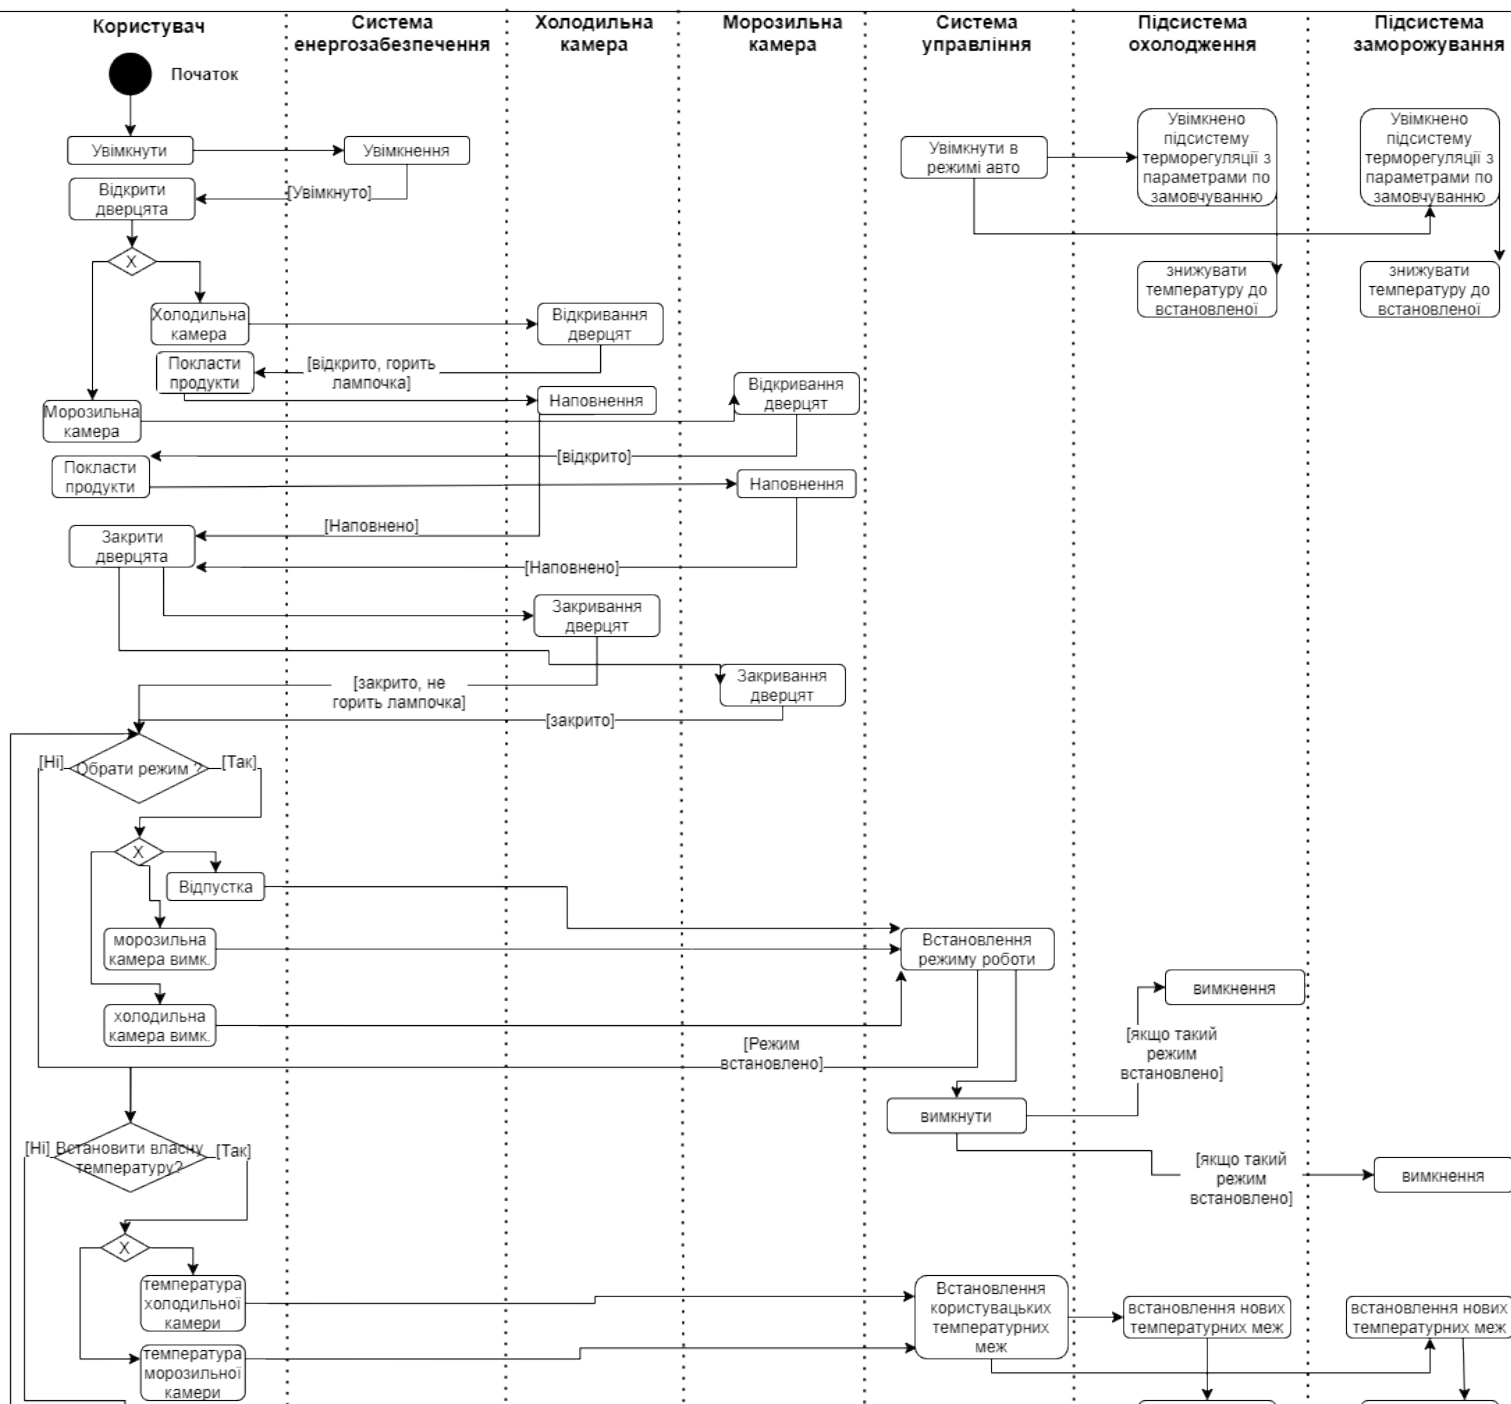 Користувач
Система
енергозабезпечення
Холодильна
камера
Морозильна
камера
Система
управління
Підсистема
охолодження
Підсистема
заморожування
Початок
Увімкнути
Увімкнення
Увімкнути в
режимі авто
Увімкнено
підсистему
терморегуляції з
параметрами по
замовчуванню
Увімкнено
підсистему
терморегуляції з
параметрами по
замовчуванню
Відкрити
дверцята
[Увімкнуто]
X
знижувати
температуру до
встановленої
знижувати
температуру до
встановленої
Холодильна
камера
Відкривання
дверцят
Покласти
продукти
[відкрито, горить
лампочка]
Наповнення
Відкривання
дверцят
Морозильна
камера
[відкрито]
Покласти
продукти
Наповнення
[Наповнено]
Закрити
дверцята
[Наповнено]
Закривання
дверцят
Закривання
дверцят
[закрито, не
горить лампочка]
[закрито]
[Ні]
Обрати режим ?
[Так]
X
Відпустка
морозильна
камера вимк.
Встановлення
режиму роботи
вимкнення
холодильна
камера вимк.
[Режим
встановлено]
[якщо такий
режим
встановлено]
вимкнути
[Ні]
Встановити власну
температуру?
[Так]
[якщо такий
режим
встановлено]
вимкнення
X
температура
холодильної
камери
Встановлення
користувацьких
температурних
меж
встановлення нових
температурних меж
встановлення нових
температурних меж
температура
морозильної
камери